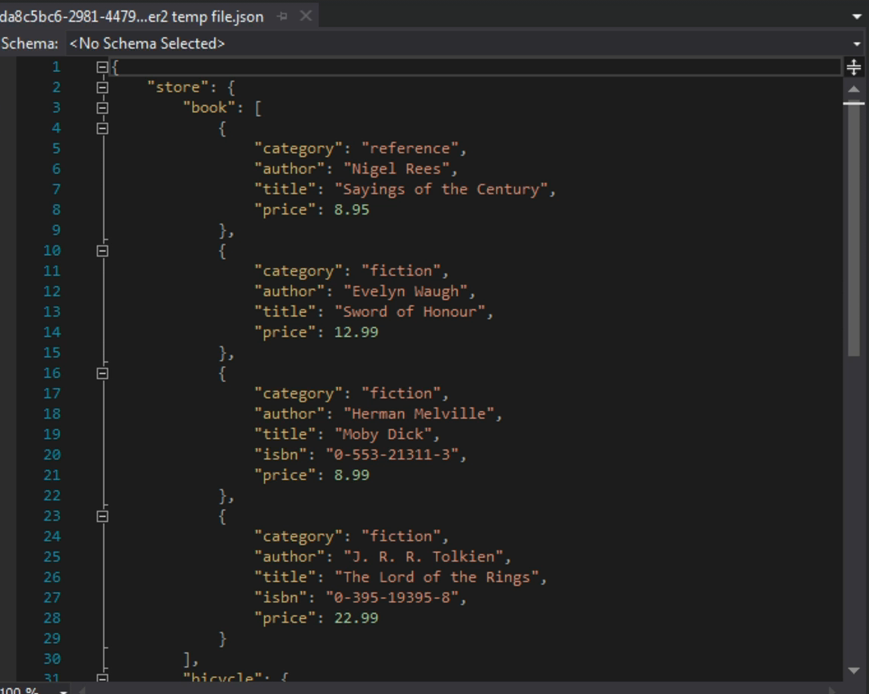 da8c5bc6-2981-4479...er2 temp file.json
Schema: <No Schema Selected>
1 {
2 "store": {
3 "book": [
4 {
5 "category": "reference",
6 "author": "Nigel Rees",
7 "title": "Sayings of the Century",
8 "price": 8.95
9 },
10 {
11 "category": "fiction",
12 "author": "Evelyn Waugh",
13 "title": "Sword of Honour",
14 "price": 12.99
15 },
16 {
17 "category": "fiction",
18 "author": "Herman Melville",
19 "title": "Moby Dick",
20 "isbn": "0-553-21311-3",
21 "price": 8.99
22 },
23 {
24 "category": "fiction",
25 "author": "J. R. R. Tolkien",
26 "title": "The Lord of the Rings",
27 "isbn": "0-395-19395-8",
28 "price": 22.99
29 }
30 ],
31 "bicycle": {
100 %